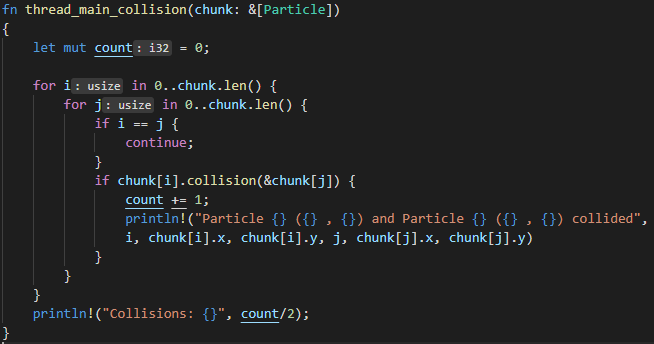 fn thread_main_collision(chunk: &[Particle])
{
    let mut count: i32 = 0;
    for i: usize in 0..chunk.len() {
        for j: usize in 0..chunk.len() {
            if i == j {
                continue;
            }
            if chunk[i].collision(&chunk[j]) {
                count += 1;
                println!("Particle {} ({} , {}) and Particle {} ({} , {}) collided",
                i, chunk[i].x, chunk[i].y, j, chunk[j].x, chunk[j].y)
            }
        }
    }
    println!("Collisions: {}", count/2);
}